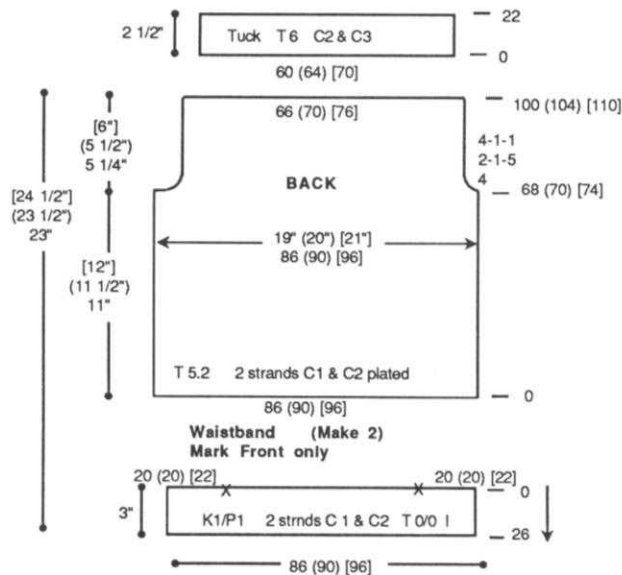 22
2 1/2" Tuck T 6 C2 & C3
0
60 (64) [70]
66 (70) [76]
100 (104) [110]
[6"]
(5 1/2")
5 1/4"
4-1-1
2-1-5
4
BACK
68 (70) [74]
[24 1/2")
(23 1/2")
23"
19" (20") [21"]
86 (90) [96]
[12"]
(11 1/2")
11"
T 5.2 2 strands C1 & C2 plated
0
86 (90) [96]
Waistband (Make 2)
Mark Front only
20 (20) [22] 20 (20) [22]
0
X X
3" K1/P1 2 strnds C 1 & C2 T 0/0 I
26
86 (90) [96]